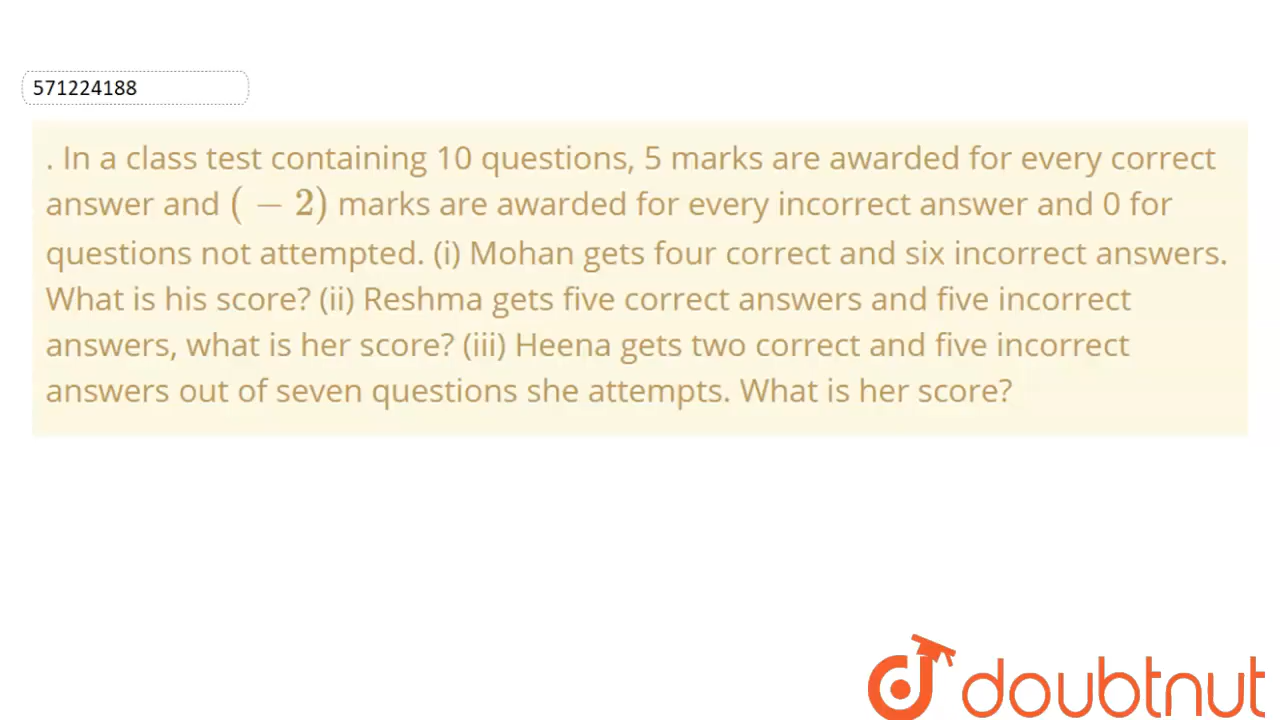 571224188
. In a class test containing 10 questions, 5 marks are awarded for every correct
answer and ( − 2) marks are awarded for every incorrect answer and 0 for
questions not attempted. (i) Mohan gets four correct and six incorrect answers.
What is his score? (ii) Reshma gets five correct answers and five incorrect
answers, what is her score? (iii) Heena gets two correct and five incorrect
answers out of seven questions she attempts. What is her score?
doubtnut